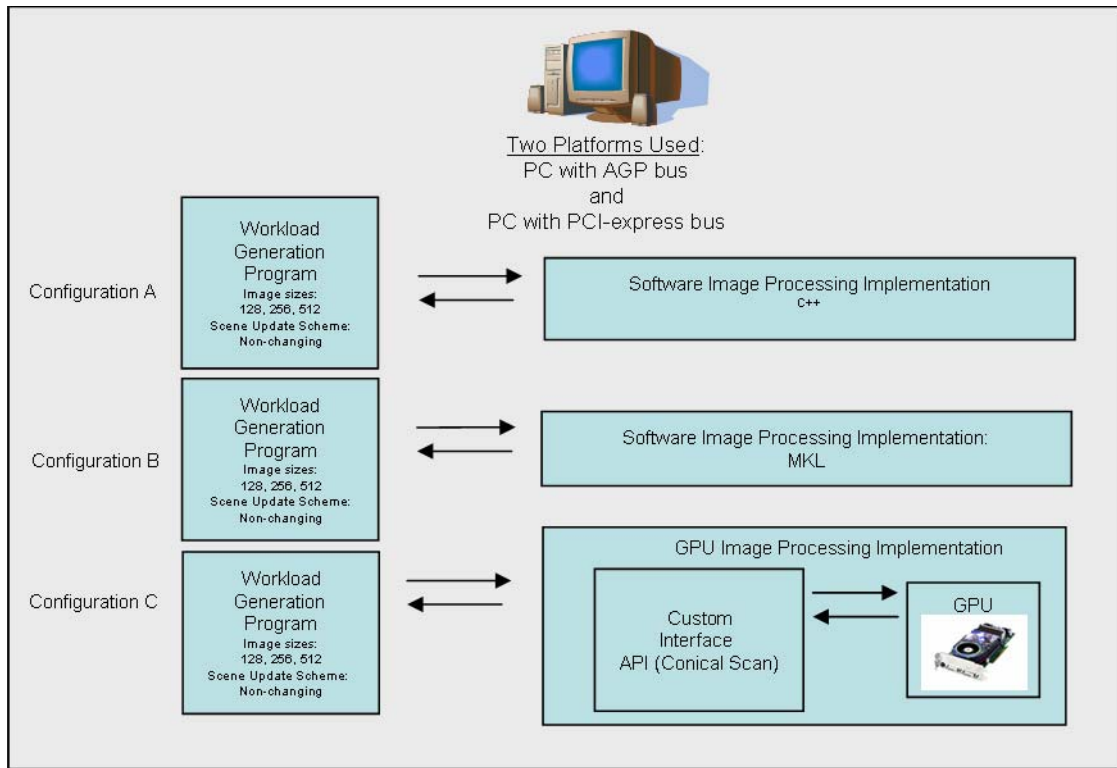 Two Platforms Used:
PC with AGP bus
and
PC with PCI-express bus
Configuration A
Workload
Generation
Program
Image sizes:
128, 256, 512
Scene Update Scheme:
Non-changing
Software Image Processing Implementation
C++
Configuration B
Workload
Generation
Program
Image sizes:
128, 256, 512
Scene Update Scheme:
Non-changing
Software Image Processing Implementation:
MKL
Configuration C
Workload
Generation
Program
Image sizes:
128, 256, 512
Scene Update Scheme:
Non-changing
GPU Image Processing Implementation
Custom
Interface
API (Conical Scan)
GPU